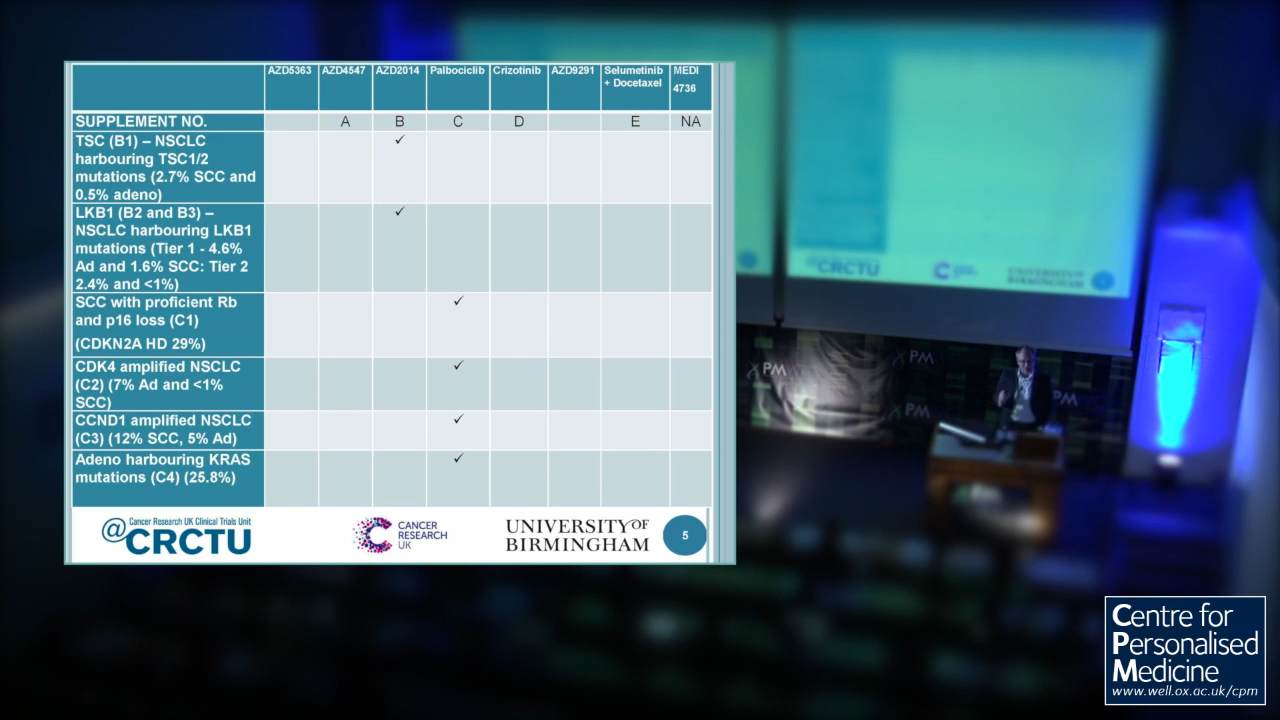 AZD5363 AZD4547 AZD2014 Palbociclib Crizotinib AZD9291 Selumetinib + Docetaxel MEDI 4736
SUPPLEMENT NO. A B C D E NA
TSC (B1) – NSCLC ✓
harbouring TSC1/2
mutations (2.7% SCC and
0.5% adeno)
LKB1 (B2 and B3) – ✓
NSCLC harbouring LKB1
mutations (Tier 1 - 4.6%
Ad and 1.6% SCC: Tier 2
2.4% and <1%)
SCC with proficient Rb ✓
and p16 loss (C1)
(CDKN2A HD 29%)
CDK4 amplified NSCLC ✓
(C2) (7% Ad and <1%
SCC)
CCND1 amplified NSCLC ✓
(C3) (12% SCC, 5% Ad)
Adeno harbouring KRAS ✓
mutations (C4) (25.8%)
@ Cancer Research UK Clinical Trials Unit
CRCTU
CANCER
RESEARCH
UK
UNIVERSITY OF
BIRMINGHAM
5
CRCTU
UNIVERSITY OF
BIRMINGHAM
PM
PM
PM
PM
Centre for
Personalised
Medicine
www.well.ox.ac.uk/cpm